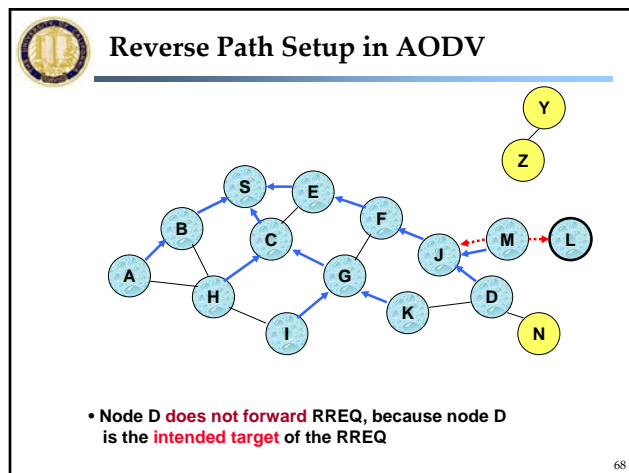 Reverse Path Setup in AODV
Y
Z
S
E
F
B
C
M
L
J
A
G
H
D
K
I
N
• Node D does not forward RREQ, because node D
is the intended target of the RREQ
68